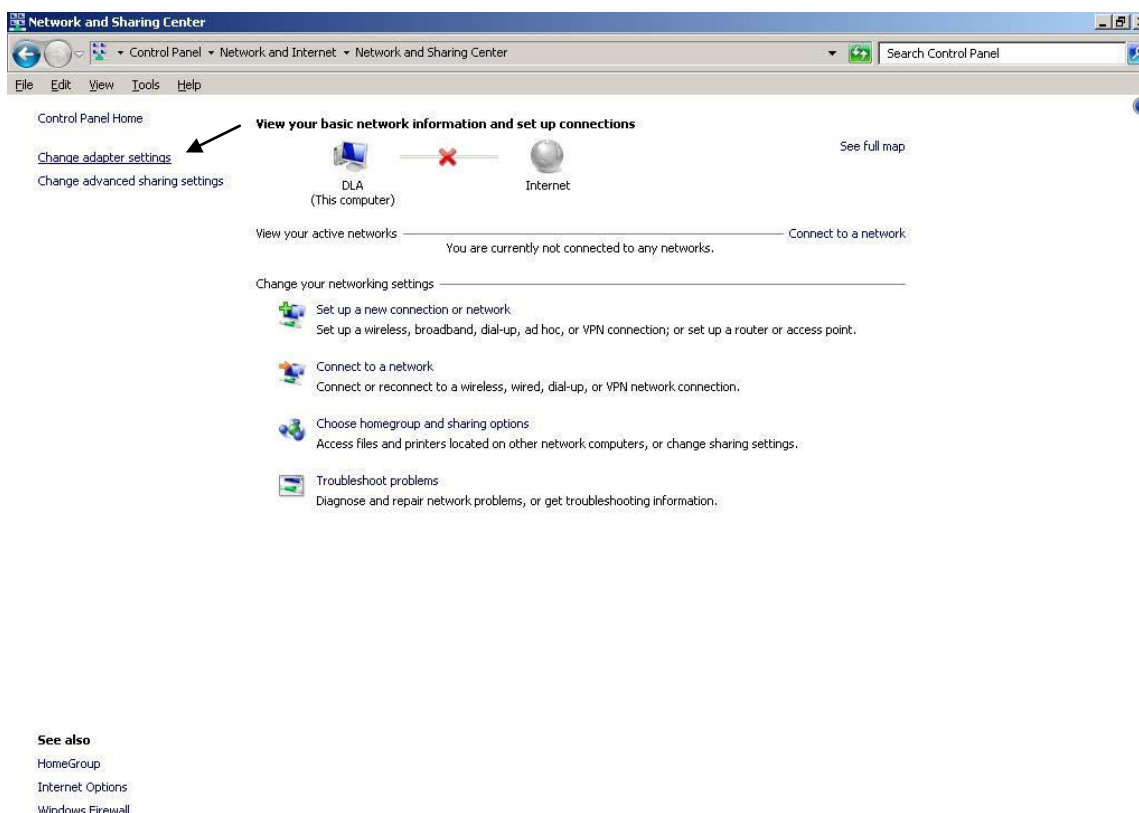 Network and Sharing Center
Control Panel Network and Internet Network and Sharing Center
Search Control Panel
File Edit View Tools Help
Control Panel Home
Change adapter settings
Change advanced sharing settings
View your basic network information and set up connections
See full map
DLA
(This computer)
Internet
View your active networks
Connect to a network
You are currently not connected to any networks.
Change your networking settings
Set up a new connection or network
Set up a wireless, broadband, dial-up, ad hoc, or VPN connection; or set up a router or access point.
Connect to a network
Connect or reconnect to a wireless, wired, dial-up, or VPN network connection.
Choose homegroup and sharing options
Access files and printers located on other network computers, or change sharing settings.
Troubleshoot problems
Diagnose and repair network problems, or get troubleshooting information.
See also
HomeGroup
Internet Options
Windows Firewall